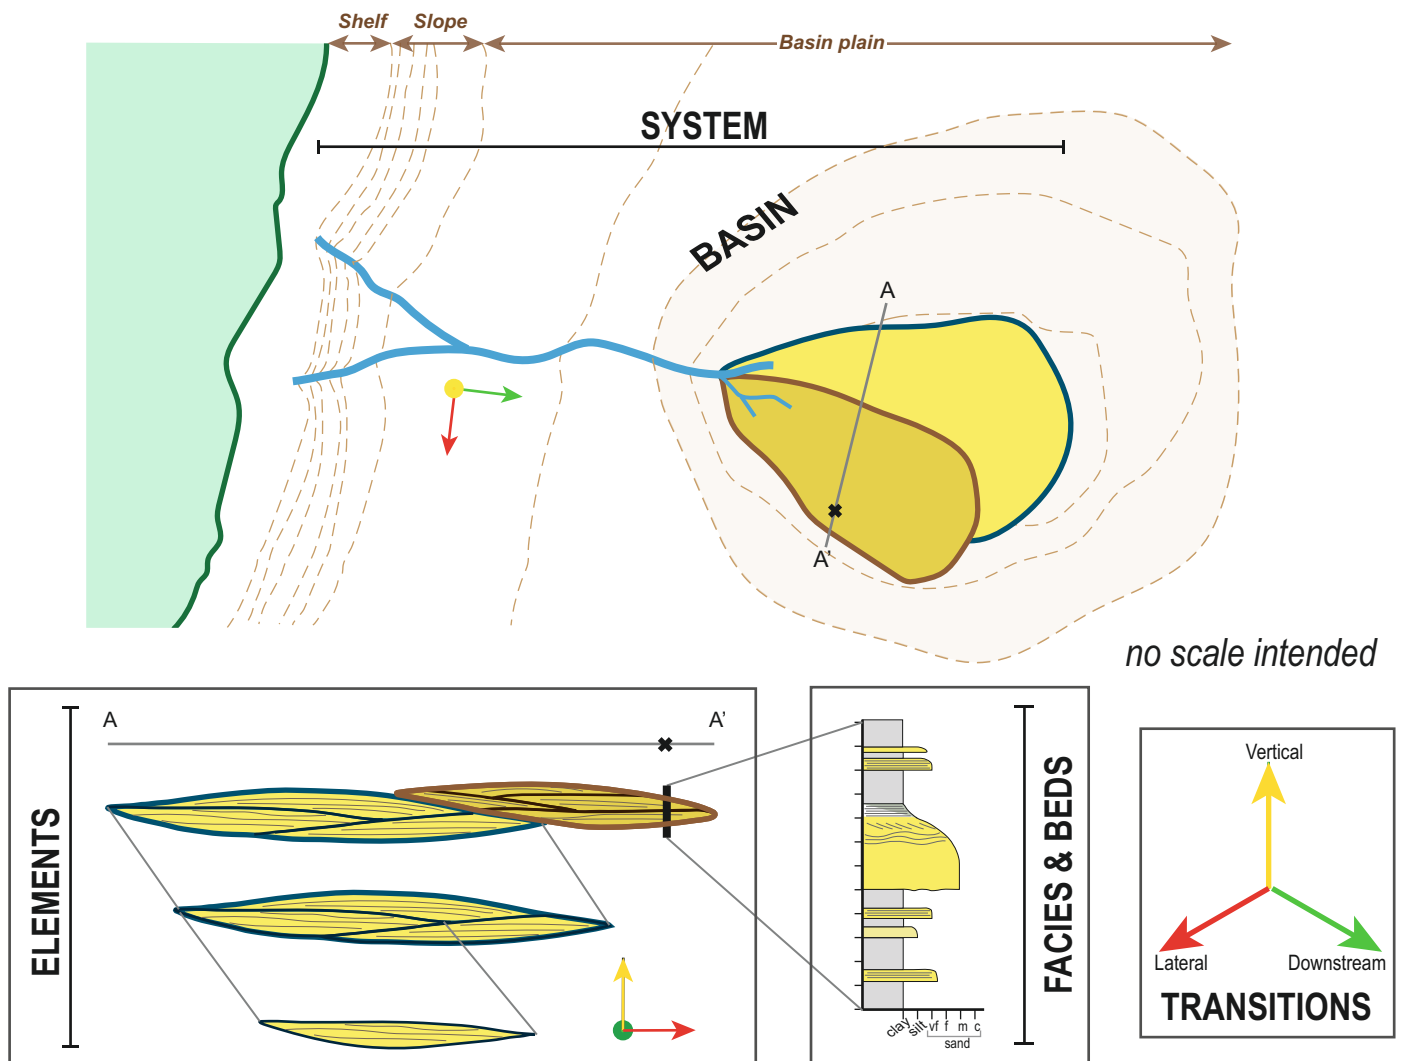 Shelf
Slope
Basin plain
SYSTEM
BASIN
A
A'
no scale intended
ELEMENTS
A
A'
FACIES & BEDS
clay
silt
vf
f
m
c
sand
Vertical
Lateral
Downstream
TRANSITIONS